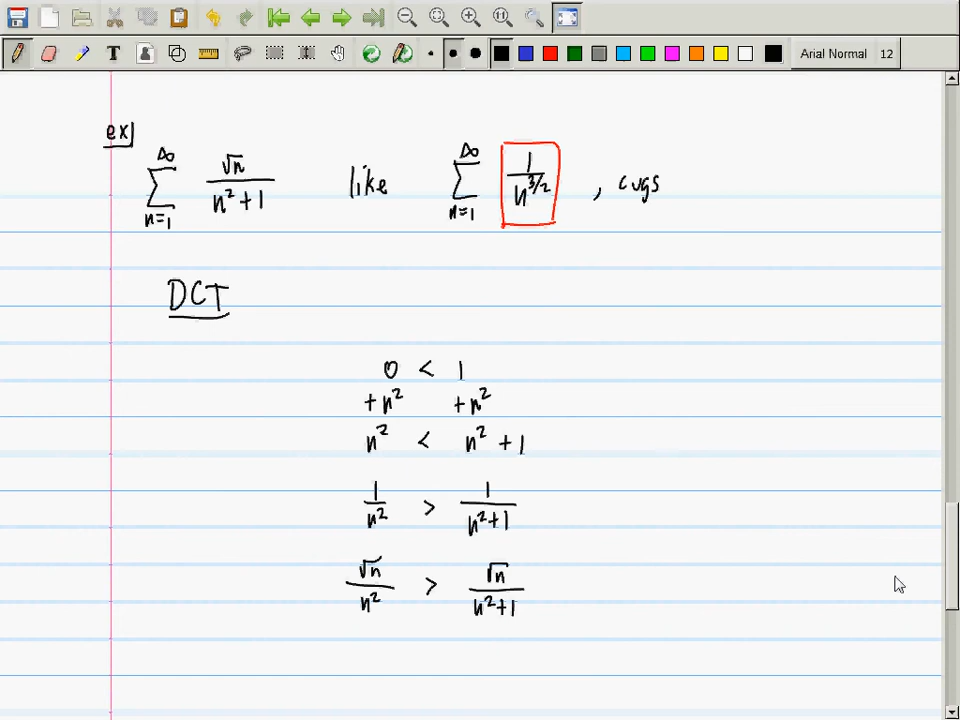 T
Arial Normal 12
ex
∞ ∑ n=1 √n/(n²+1) like ∞ ∑ n=1 1/n^(3/2) , cvgs
DCT
0 < 1
+n² +n²
n² < n²+1
1/n² > 1/(n²+1)
√n/n² > √n/(n²+1)